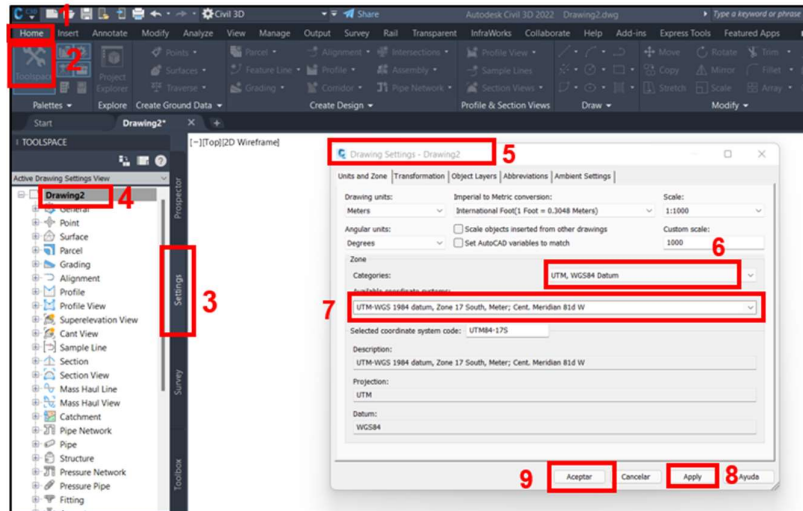 Civil 3D
Share
Autodesk Civil 3D 2022 Drawing2.dwg
Type a keyword or phrase
1
Home Insert Annotate Modify Analyze View Manage Output Survey Rail Transparent InfraWorks Collaborate Help Add-ins Express Tools Featured Apps
2
Toolspace
Project
Explorer
Points
Surfaces
Traverse
Parcel
Feature Line
Grading
Alignment
Profile
Corridor
Intersections
Assembly
Pipe Network
Profile View
Sample Lines
Section Views
Move
Copy
Stretch
Rotate
Mirror
Scale
Trim
Fillet
Array
Palettes Explore Create Ground Data Create Design Profile & Section Views Draw Modify
Start Drawing2*
TOOLSPACE
[−][Top][2D Wireframe]
Active Drawing Settings View
Drawing2
4
General
Point
Surface
Parcel
Grading
Alignment
Profile
Profile View
Superelevation View
Cant View
Sample Line
Section
Section View
Mass Haul Line
Mass Haul View
Catchment
Pipe Network
Pipe
Structure
Pressure Network
Pressure Pipe
Fitting
Prospector
Settings
3
Survey
Toolbox
Drawing Settings - Drawing2
5
Units and Zone Transformation Object Layers Abbreviations Ambient Settings
Drawing units: Imperial to Metric conversion: Scale:
Meters International Foot(1 Foot = 0.3048 Meters) 1:1000
Angular units: Scale objects inserted from other drawings Custom scale:
Degrees Set AutoCAD variables to match 1000
Zone
6
Categories: UTM, WGS84 Datum
Available coordinate systems:
7
UTM-WGS 1984 datum, Zone 17 South, Meter; Cent. Meridian 81d W
Selected coordinate system code: UTM84-17S
Description:
UTM-WGS 1984 datum, Zone 17 South, Meter; Cent. Meridian 81d W
Projection:
UTM
Datum:
WGS84
9 Aceptar Cancelar Apply 8 Ayuda